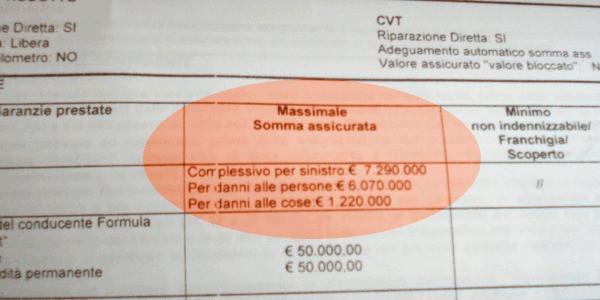 e Diretta: SI
: Libera
ilometro: NO
CVT
Riparazione Diretta: SI
Adeguamento automatico somma ass
Valore assicurato "valore bloccato": N
E
aranzie prestate
Massimale
Somma assicurata
Minimo
non indennizzabile/
Franchigia/
Scoperto
Complessivo per sinistro:€ 7.290.000
Per danni alle persone:€ 6.070.000
Per danni alle cose:€ 1.220.000
//
del conducente Formula
€ 50.000,00
€ 50.000,00
dità permanente